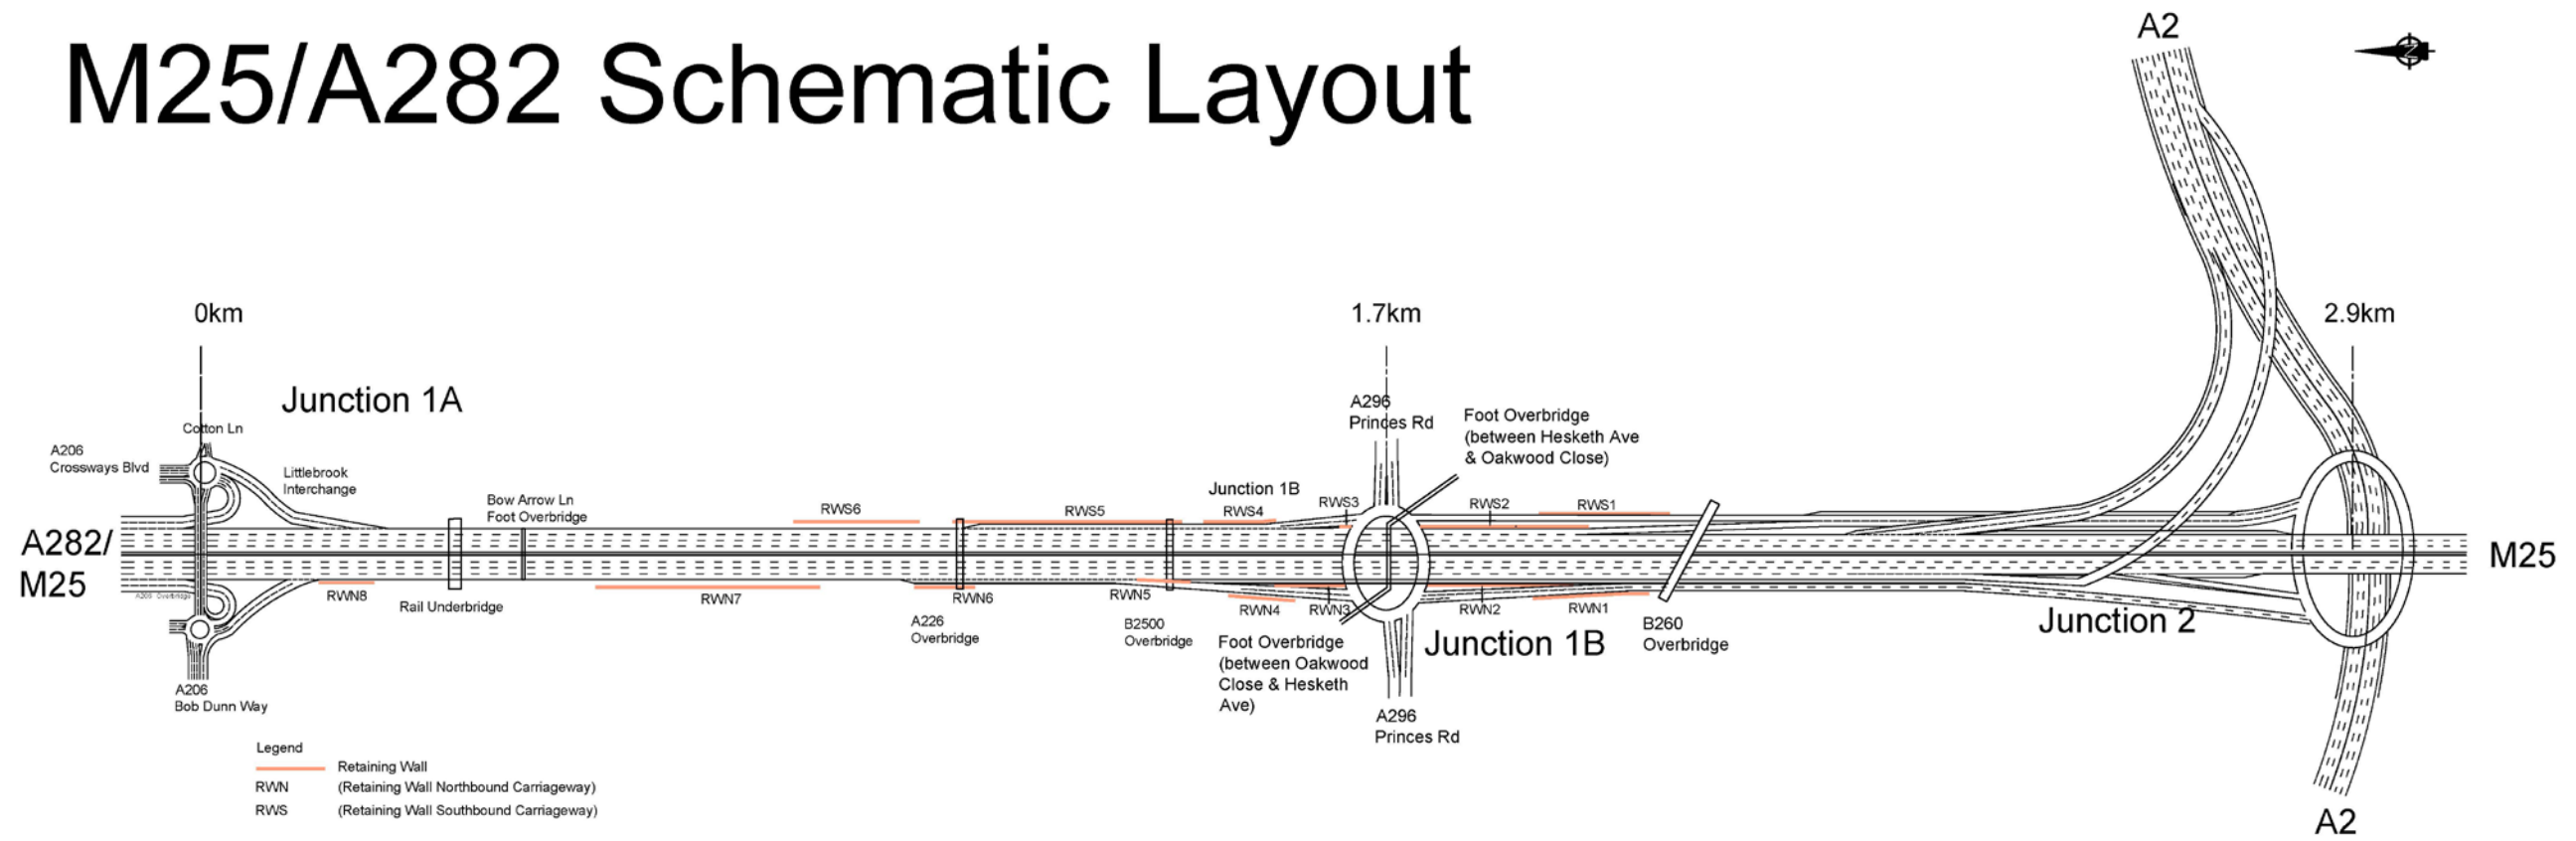 M25/A282 Schematic Layout
A2
N
0km
1.7km
2.9km
Junction 1A
Cotton Ln
A206
Crossways Blvd
Littlebrook
Interchange
Bow Arrow Ln
Foot Overbridge
RWS6
RWS5
Junction 1B
RWS4
RWS3
A296
Princes Rd
Foot Overbridge
(between Hesketh Ave
& Oakwood Close)
RWS2
RWS1
A282/
M25
M25
A206 Overbridge
RWN8
Rail Underbridge
RWN7
RWN6
RWN5
RWN4
RWN3
RWN2
RWN1
A226
Overbridge
B2500
Overbridge
Foot Overbridge
(between Oakwood
Close & Hesketh
Ave)
Junction 1B
B260
Overbridge
Junction 2
A206
Bob Dunn Way
A296
Princes Rd
A2
Legend
Retaining Wall
RWN (Retaining Wall Northbound Carriageway)
RWS (Retaining Wall Southbound Carriageway)